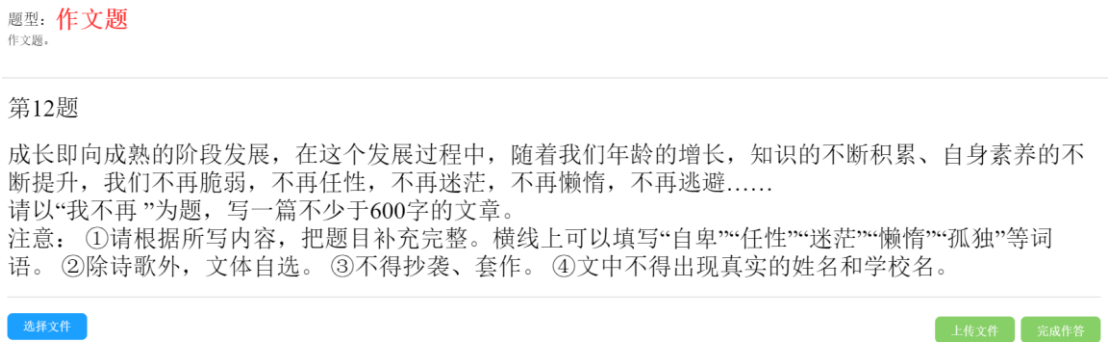 题型：作文题
作文题。
第12题
成长即向成熟的阶段发展，在这个发展过程中，随着我们年龄的增长，知识的不断积累、自身素养的不
断提升，我们不再脆弱，不再任性，不再迷茫，不再懒惰，不再逃避……
请以“我不再 ”为题，写一篇不少于600字的文章。
注意： ①请根据所写内容，把题目补充完整。横线上可以填写“自卑”“任性”“迷茫”“懒惰”“孤独”等词
语。 ②除诗歌外，文体自选。 ③不得抄袭、套作。 ④文中不得出现真实的姓名和学校名。
选择文件
上传文件 完成作答